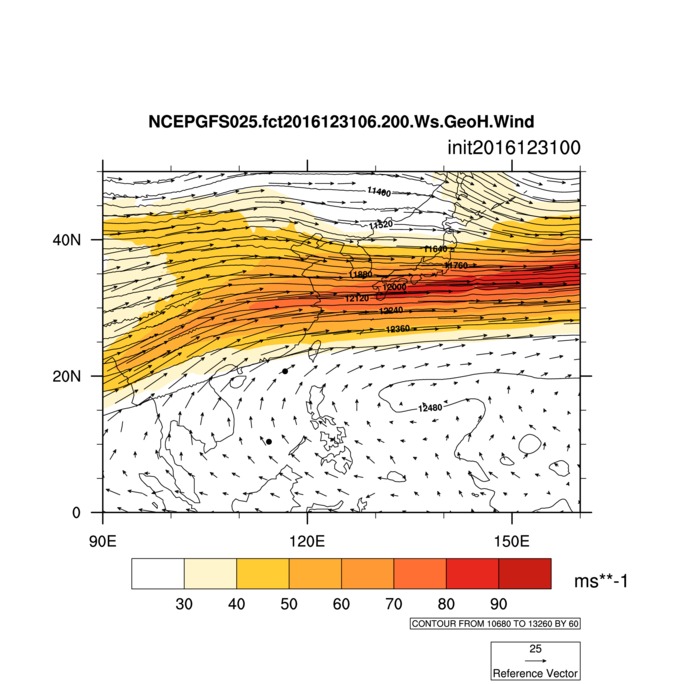 NCEPGFS025.fct2016123106.200.Ws.GeoH.Wind
init2016123100
11460
11520
40N
11640
11760
11880
12000
12120
12240
12360
20N
12480
0
90E 120E 150E
30 40 50 60 70 80 90
ms**-1
CONTOUR FROM 10680 TO 13260 BY 60
25
Reference Vector